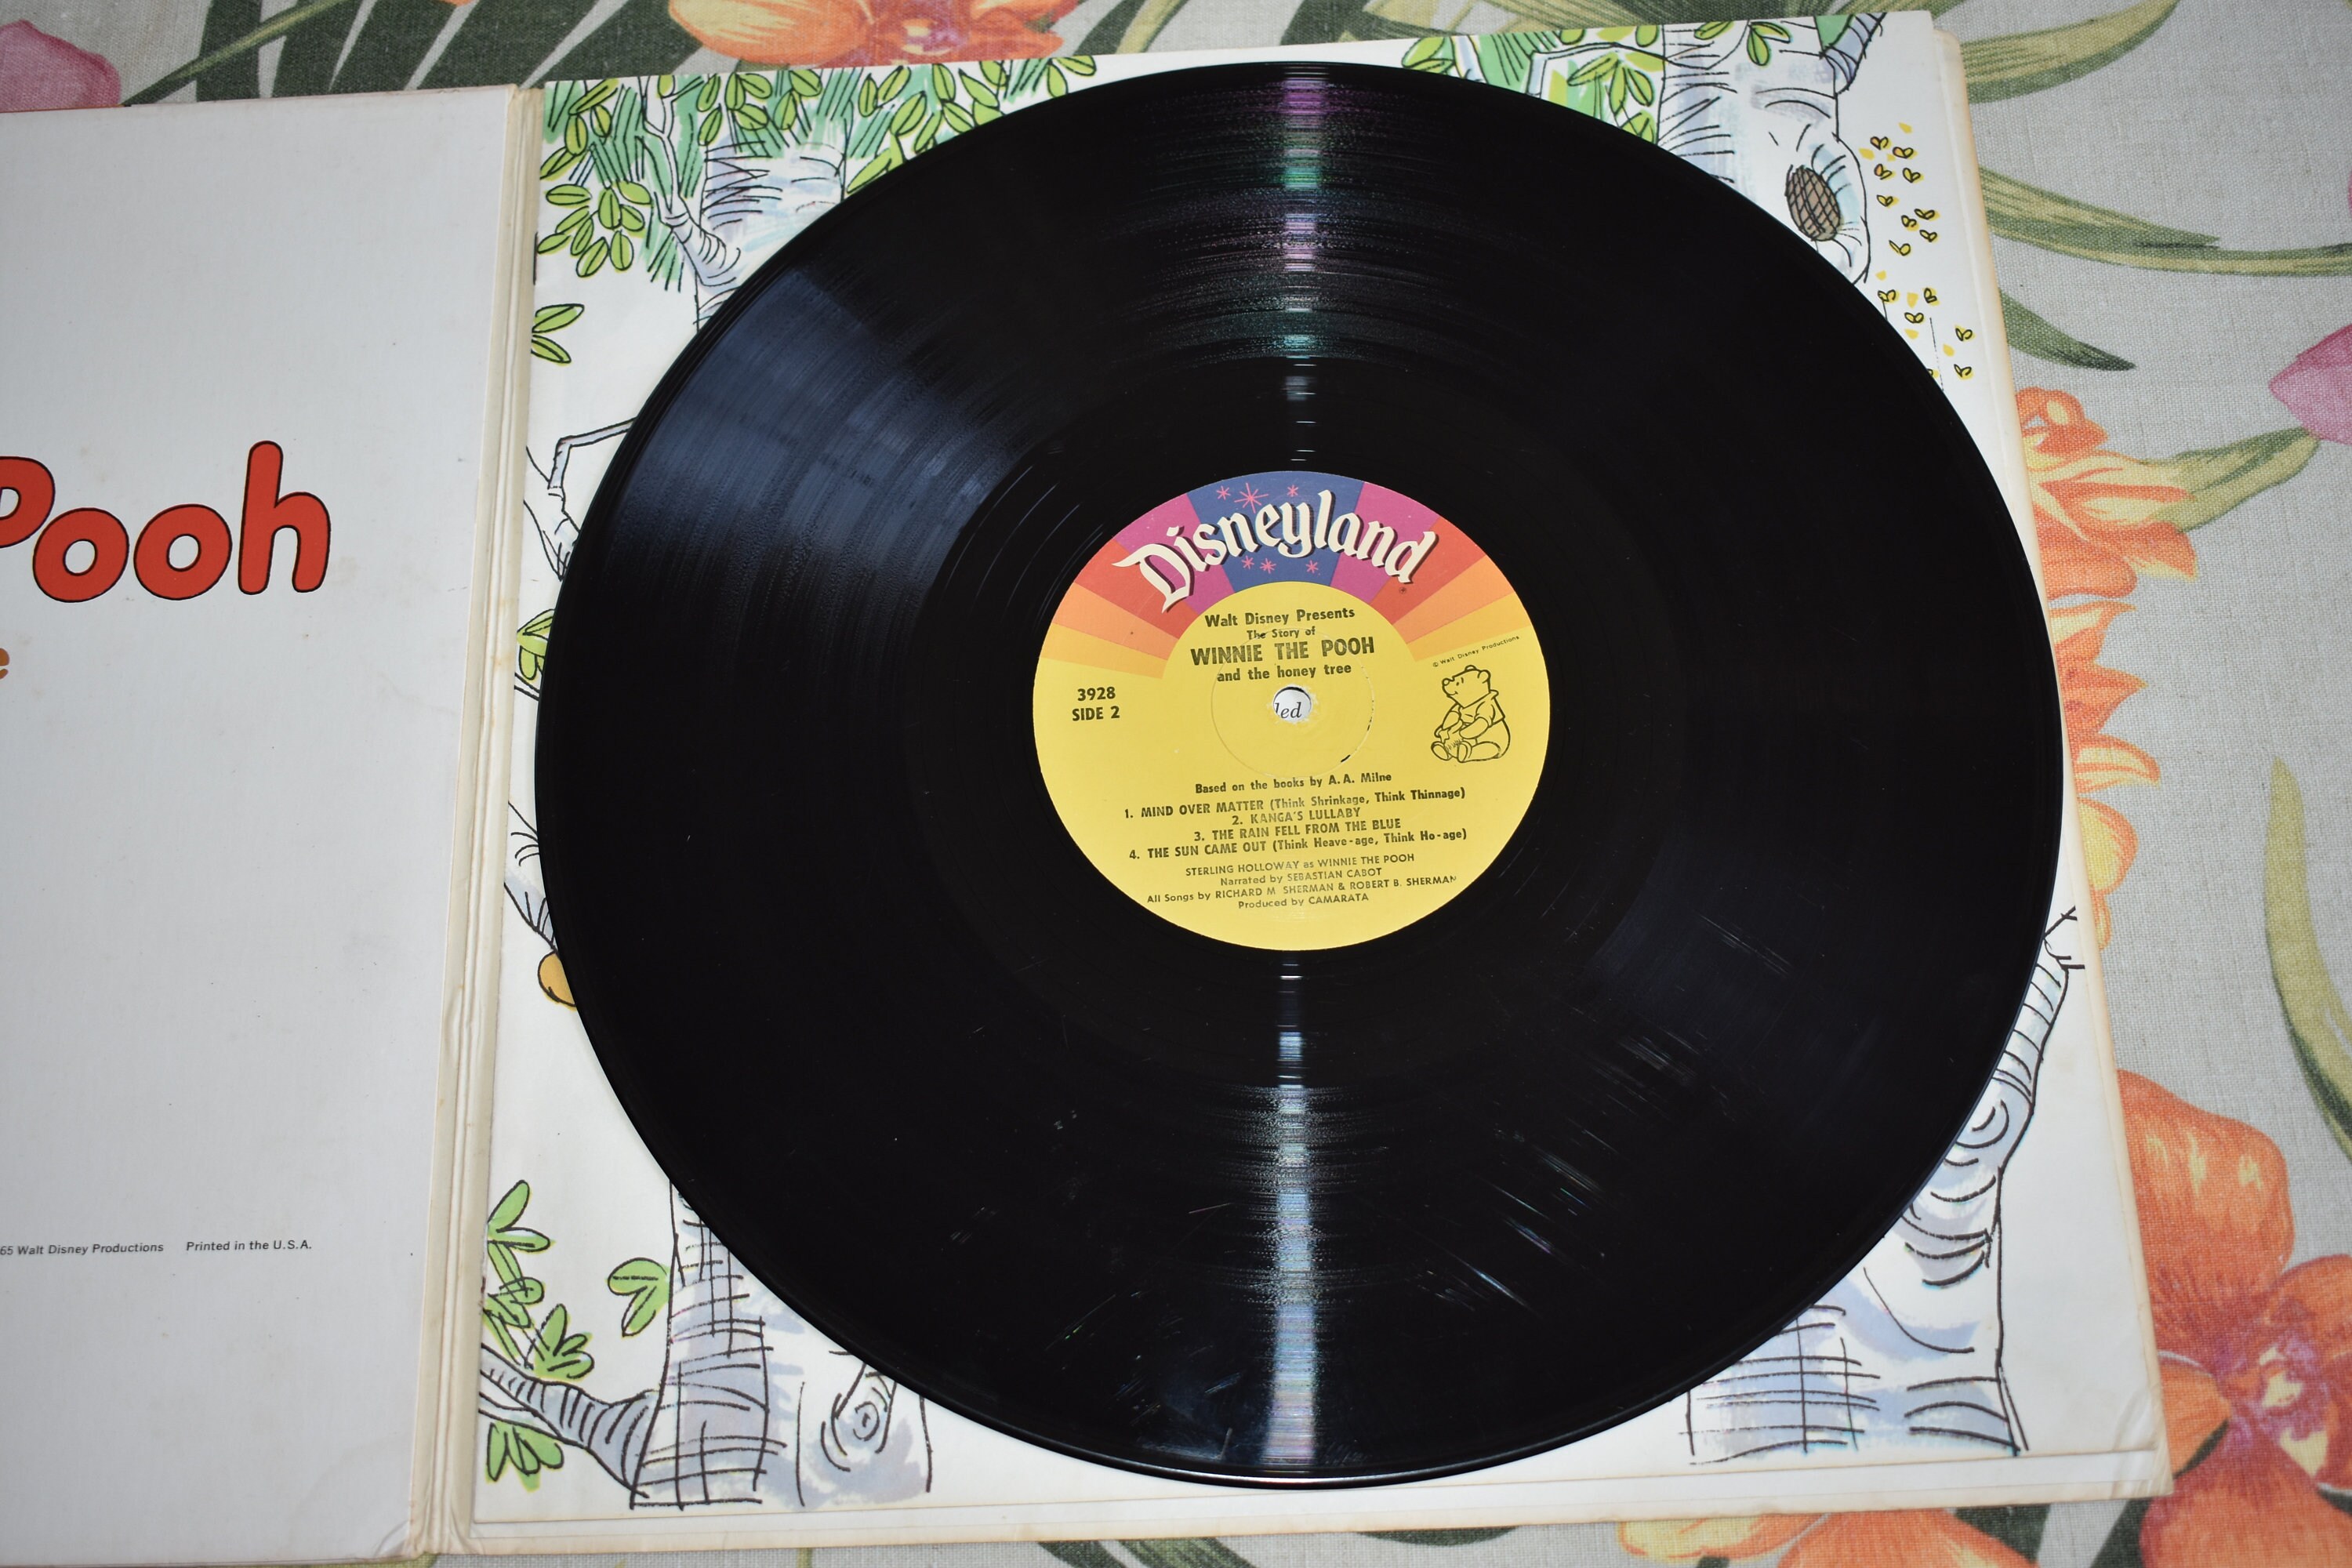 Pooh
e
65 Walt Disney Productions Printed in the U.S.A.
Disneyland
Walt Disney Presents
The Story of
WINNIE THE POOH
and the honey tree
© Walt Disney Productions
3928
SIDE 2
led
Based on the books by A.A. Milne
1. MIND OVER MATTER (Think Shrinkage, Think Thinnage)
2. KANGA'S LULLABY
3. THE RAIN FELL FROM THE BLUE
4. THE SUN CAME OUT (Think Heave-age, Think Ho-age)
STERLING HOLLOWAY as WINNIE THE POOH
Narrated by SEBASTIAN CABOT
All Songs by RICHARD M. SHERMAN & ROBERT B. SHERMAN
Produced by CAMARATA